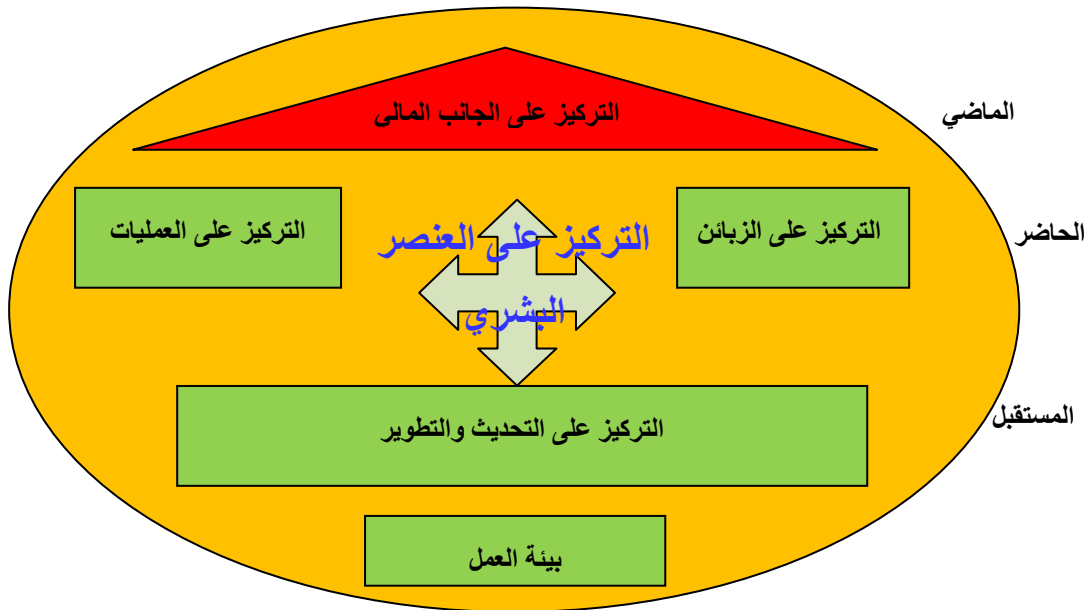 التركيز على الجانب المالى
الماضي
التركيز على الزبائن
التركيز على العمليات
الحاضر
التركيز على العنصر
البشري
التركيز على التحديث والتطوير
المستقبل
بيئة العمل